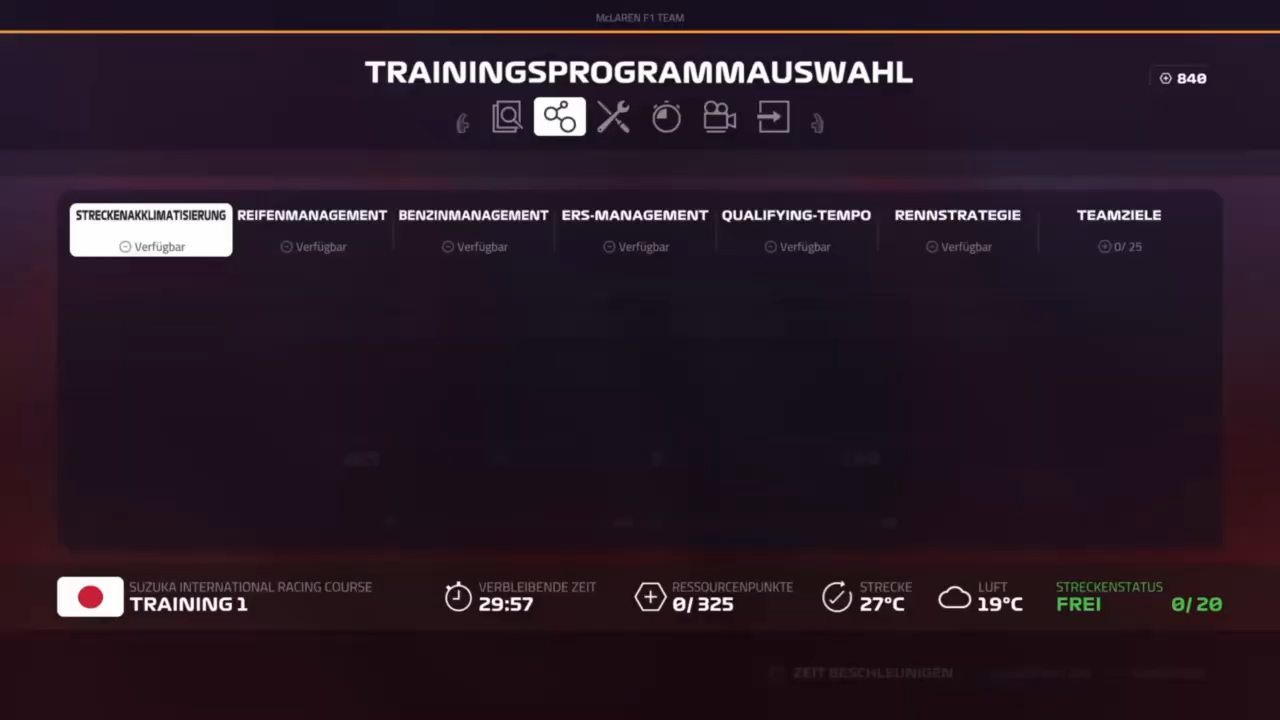 McLAREN F1 TEAM
TRAININGSPROGRAMMAUSWAHL
840
STRECKENAKKLIMATISIERUNG REIFENMANAGEMENT BENZINMANAGEMENT ERS-MANAGEMENT QUALIFYING-TEMPO RENNSTRATEGIE TEAMZIELE
Verfügbar Verfügbar Verfügbar Verfügbar Verfügbar Verfügbar 0/ 25
SUZUKA INTERNATIONAL RACING COURSE VERBLEIBENDE ZEIT RESSOURCENPUNKTE STRECKE LUFT STRECKENSTATUS
TRAINING 1 29:57 0/ 325 27°C 19°C FREI 0/ 20
ZEIT BESCHLEUNIGEN